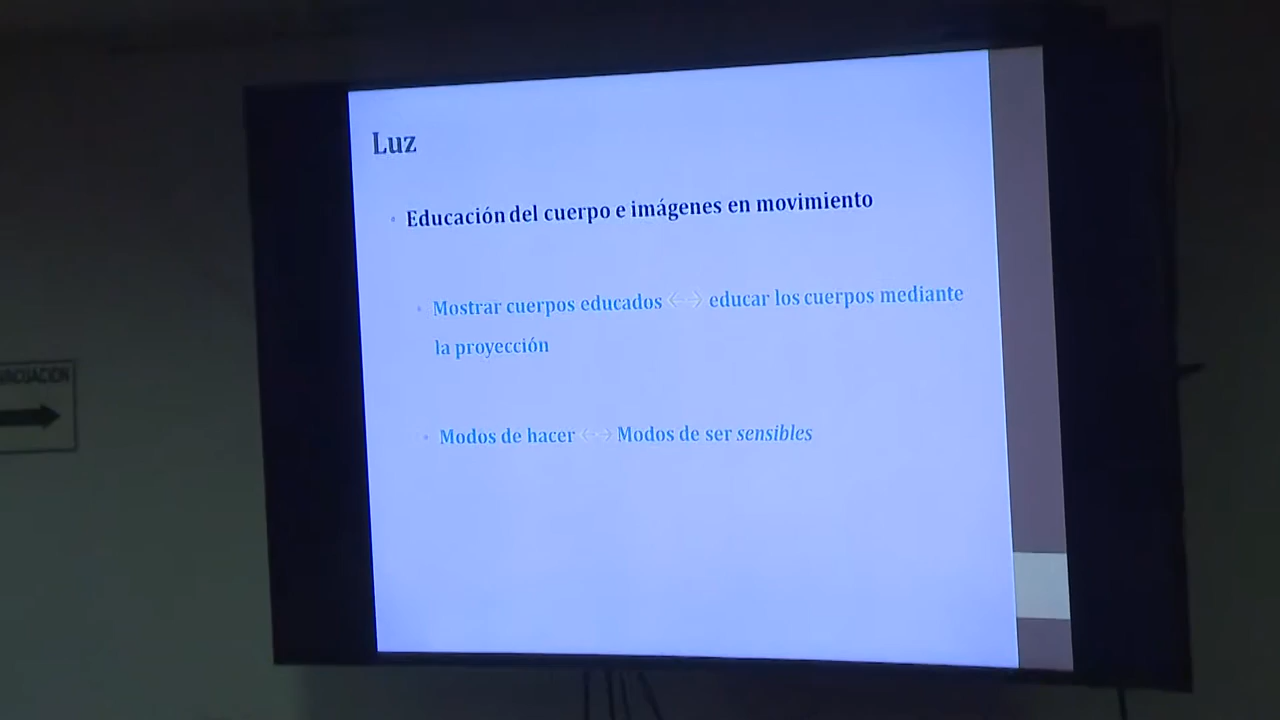 Luz
Educación del cuerpo e imágenes en movimiento
Mostrar cuerpos educados ←→ educar los cuerpos mediante
la proyección
Modos de hacer ←→ Modos de ser sensibles